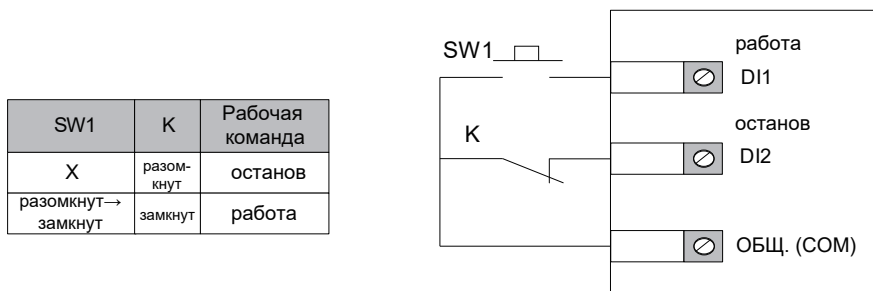 SW1
K
Рабочая
команда
X
разом-
кнут
останов
разомкнут→
замкнут
замкнут
работа
SW1
работа
DI1
K
останов
DI2
ОБЩ. (COM)